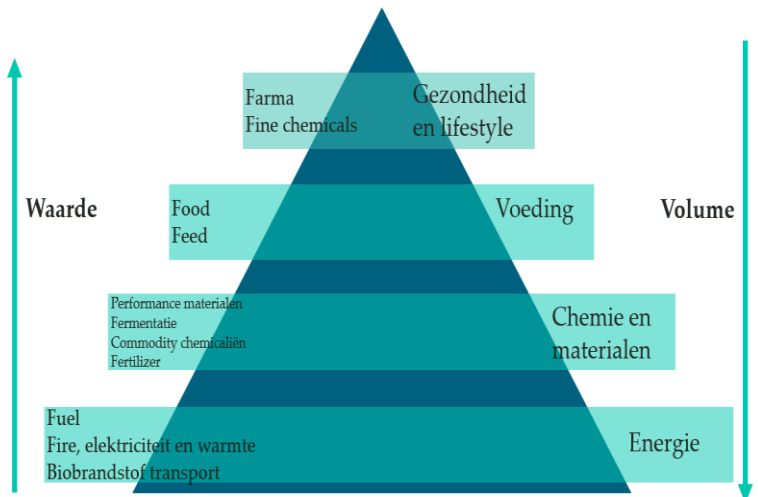 Farma
Fine chemicals
Gezondheid
en lifestyle
Waarde
Food
Feed
Voeding
Volume
Performance materialen
Fermentatie
Commodity chemicaliën
Fertilizer
Chemie en
materialen
Fuel
Fire, elektriciteit en warmte
Biobrandstof transport
Energie